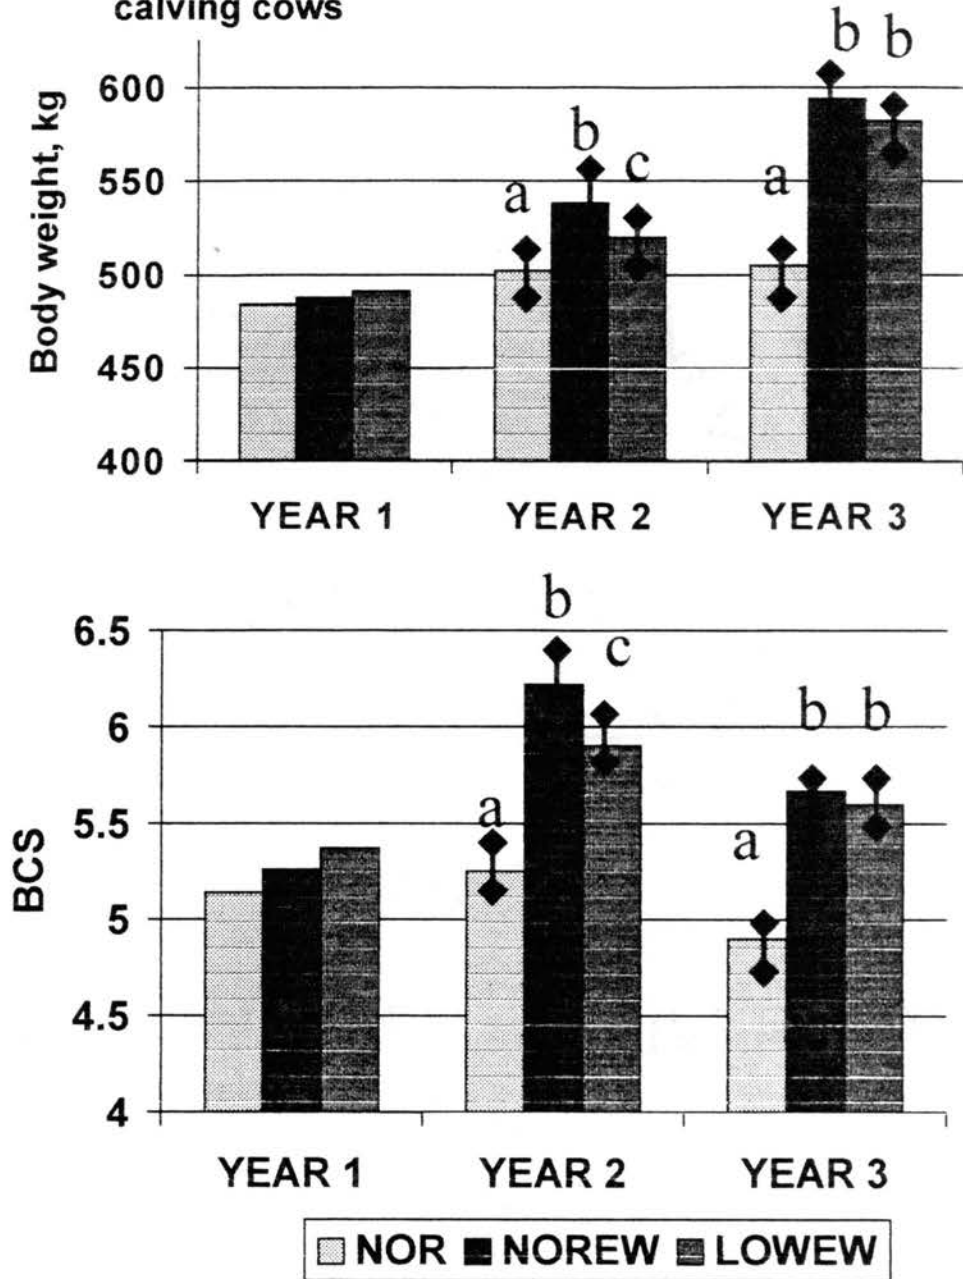 calving cows
b b
600
b
Body weight, kg
550
a c a
500
450
400
YEAR 1 YEAR 2 YEAR 3
b
6.5
c
b b
6
a
5.5
a
BCS
5
4.5
4
YEAR 1 YEAR 2 YEAR 3
NOR NOREW LOWEW